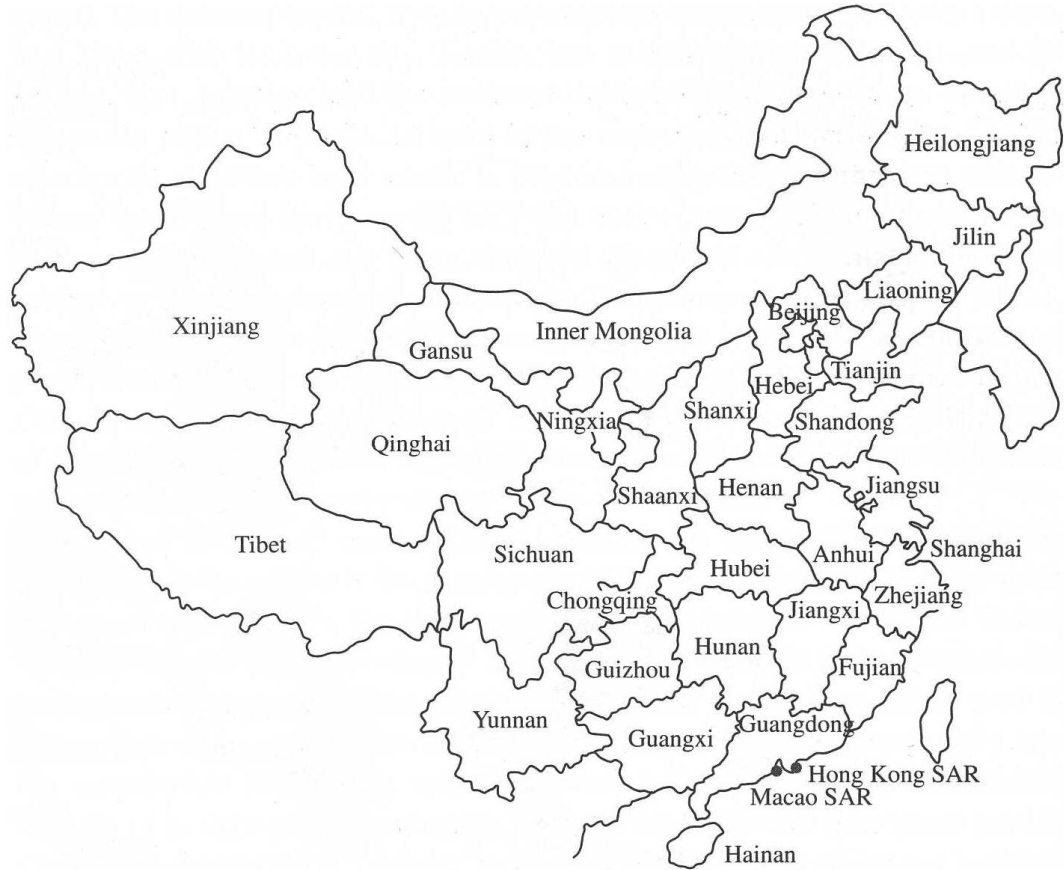 Heilongjiang
Jilin
Liaoning
Beijing
Xinjiang
Inner Mongolia
Gansu
Tianjin
Hebei
Shanxi
Ningxia
Shandong
Qinghai
Jiangsu
Henan
Shaanxi
Tibet
Sichuan
Anhui
Shanghai
Hubei
Chongqing
Jiangxi
Zhejiang
Hunan
Guizhou
Fujian
Yunnan
Guangdong
Guangxi
Hong Kong SAR
Macao SAR
Hainan